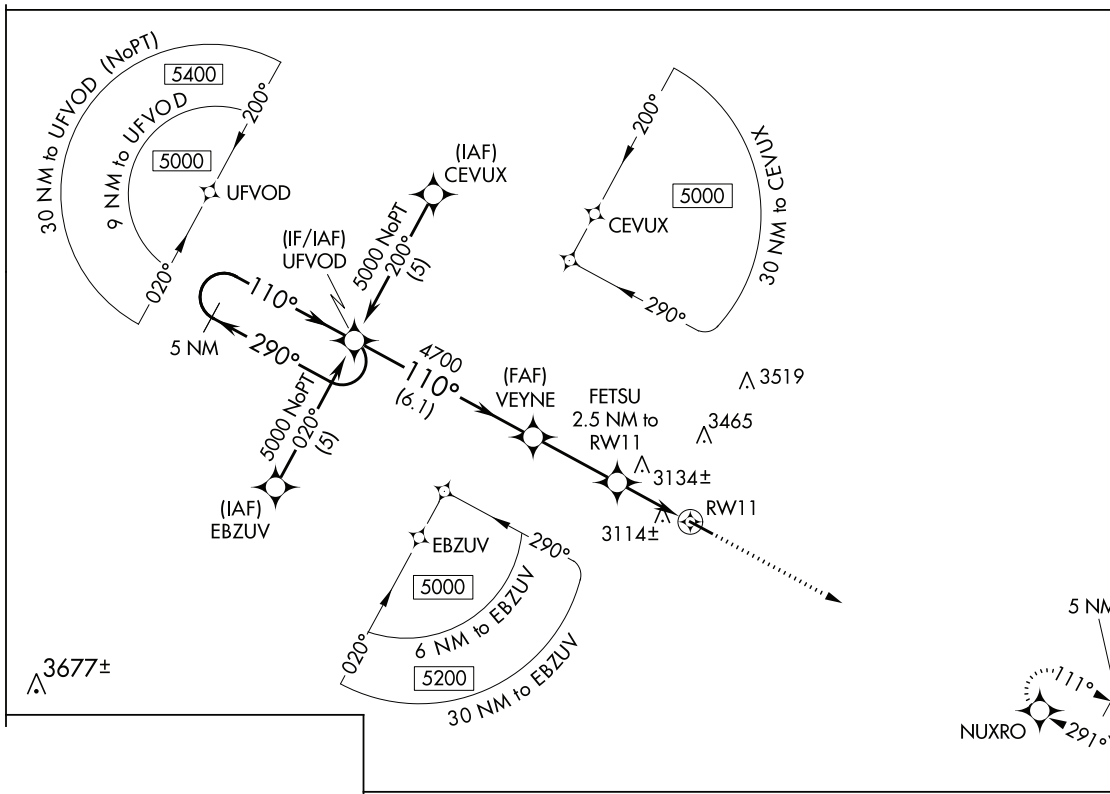 30 NM to UFVOD (NoPT)
5400
9 NM to UFVOD
5000
200°
UFVOD
020°
(IAF)
CEVUX
5000 NoPT
200°
(5)
200°
5000
CEVUX
30 NM to CEVUX
290°
(IF/IAF)
UFVOD
110°
5 NM
290°
4700
110°
(6.1)
(FAF)
VEYNE
FETSU
2.5 NM to
RW11
3519
3465
3134±
RW11
3114±
5000 NoPT
020°
(5)
(IAF)
EBZUV
EBZUV
290°
5000
6 NM to EBZUV
020°
5200
30 NM to EBZUV
3677±
5 NM
111°
NUXRO
291°